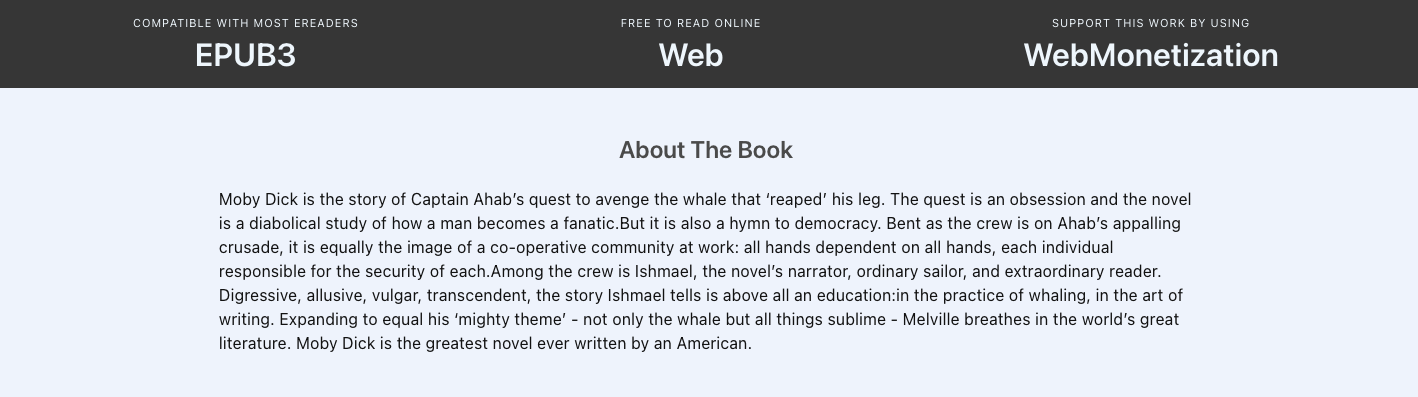 COMPATIBLE WITH MOST EREADERS
EPUB3
FREE TO READ ONLINE
Web
SUPPORT THIS WORK BY USING
WebMonetization
About The Book
Moby Dick is the story of Captain Ahab’s quest to avenge the whale that ‘reaped’ his leg. The quest is an obsession and the novel
is a diabolical study of how a man becomes a fanatic.But it is also a hymn to democracy. Bent as the crew is on Ahab’s appalling
crusade, it is equally the image of a co-operative community at work: all hands dependent on all hands, each individual
responsible for the security of each.Among the crew is Ishmael, the novel’s narrator, ordinary sailor, and extraordinary reader.
Digressive, allusive, vulgar, transcendent, the story Ishmael tells is above all an education:in the practice of whaling, in the art of
writing. Expanding to equal his ‘mighty theme’ - not only the whale but all things sublime - Melville breathes in the world’s great
literature. Moby Dick is the greatest novel ever written by an American.